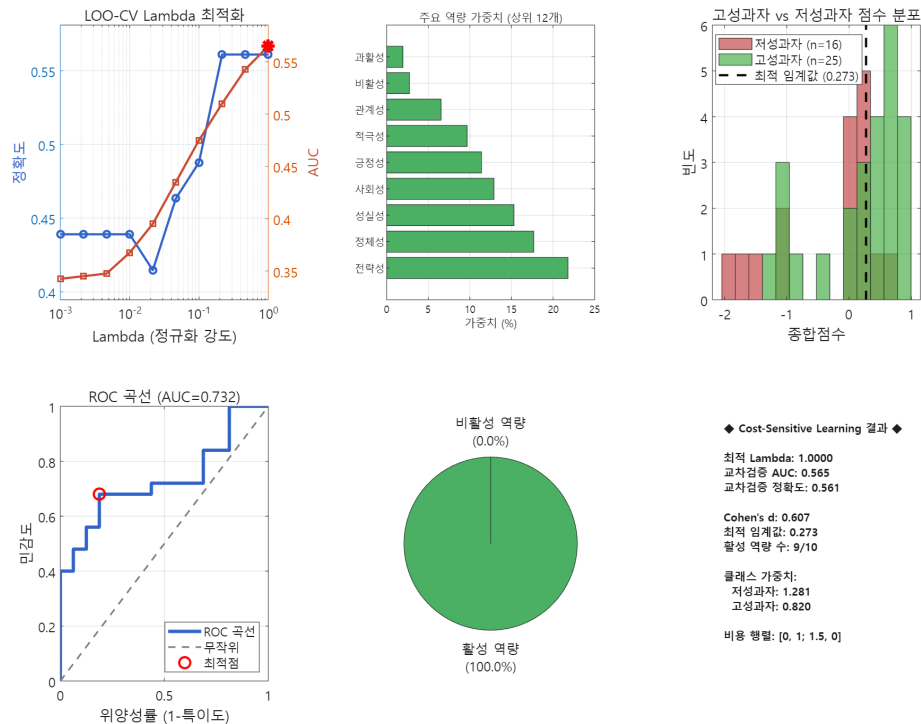 LOO-CV Lambda 최적화
정확도
0.55
0.5
0.45
0.4
AUC
0.55
0.5
0.45
0.4
0.35
10⁻³
10⁻²
10⁻¹
10⁰
Lambda (정규화 강도)
주요 역량 가중치 (상위 12개)
과활성
비활성
관계성
적극성
긍정성
사회성
성실성
정체성
전략성
0
5
10
15
20
25
가중치 (%)
고성과자 vs 저성과자 점수 분포
저성과자 (n=16)
고성과자 (n=25)
최적 임계값 (0.273)
빈도
6
5
4
3
2
1
0
-2
-1
0
1
종합점수
ROC 곡선 (AUC=0.732)
민감도
1
0.8
0.6
0.4
0.2
0
ROC 곡선
무작위
최적점
0
0.5
1
위양성률 (1-특이도)
비활성 역량
(0.0%)
활성 역량
(100.0%)
◆ Cost-Sensitive Learning 결과 ◆
최적 Lambda: 1.0000
교차검증 AUC: 0.565
교차검증 정확도: 0.561
Cohen's d: 0.607
최적 임계값: 0.273
활성 역량 수: 9/10
클래스 가중치:
저성과자: 1.281
고성과자: 0.820
비용 행렬: [0, 1; 1.5, 0]